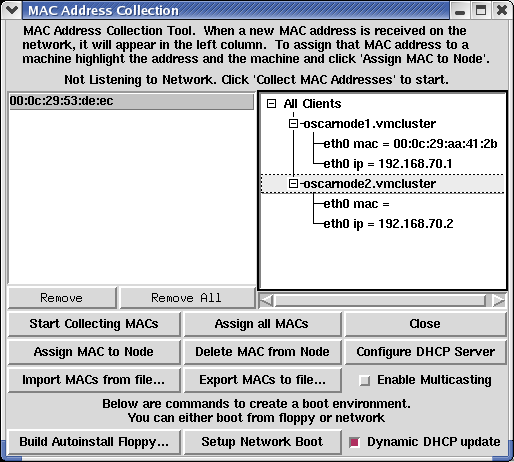 MAC Address Collection
MAC Address Collection Tool. When a new MAC address is received on the
network, it will appear in the left column. To assign that MAC address to a
machine highlight the address and the machine and click 'Assign MAC to Node'.
Not Listening to Network. Click 'Collect MAC Addresses' to start.
00:0c:29:53:de:ec
All Clients
oscarnode1.vmcluster
eth0 mac = 00:0c:29:aa:41:2b
eth0 ip = 192.168.70.1
oscarnode2.vmcluster
eth0 mac =
eth0 ip = 192.168.70.2
Remove
Remove All
Start Collecting MACs
Assign all MACs
Close
Assign MAC to Node
Delete MAC from Node
Configure DHCP Server
Import MACs from file...
Export MACs to file...
Enable Multicasting
Below are commands to create a boot environment.
You can either boot from floppy or network
Build Autoinstall Floppy...
Setup Network Boot
Dynamic DHCP update